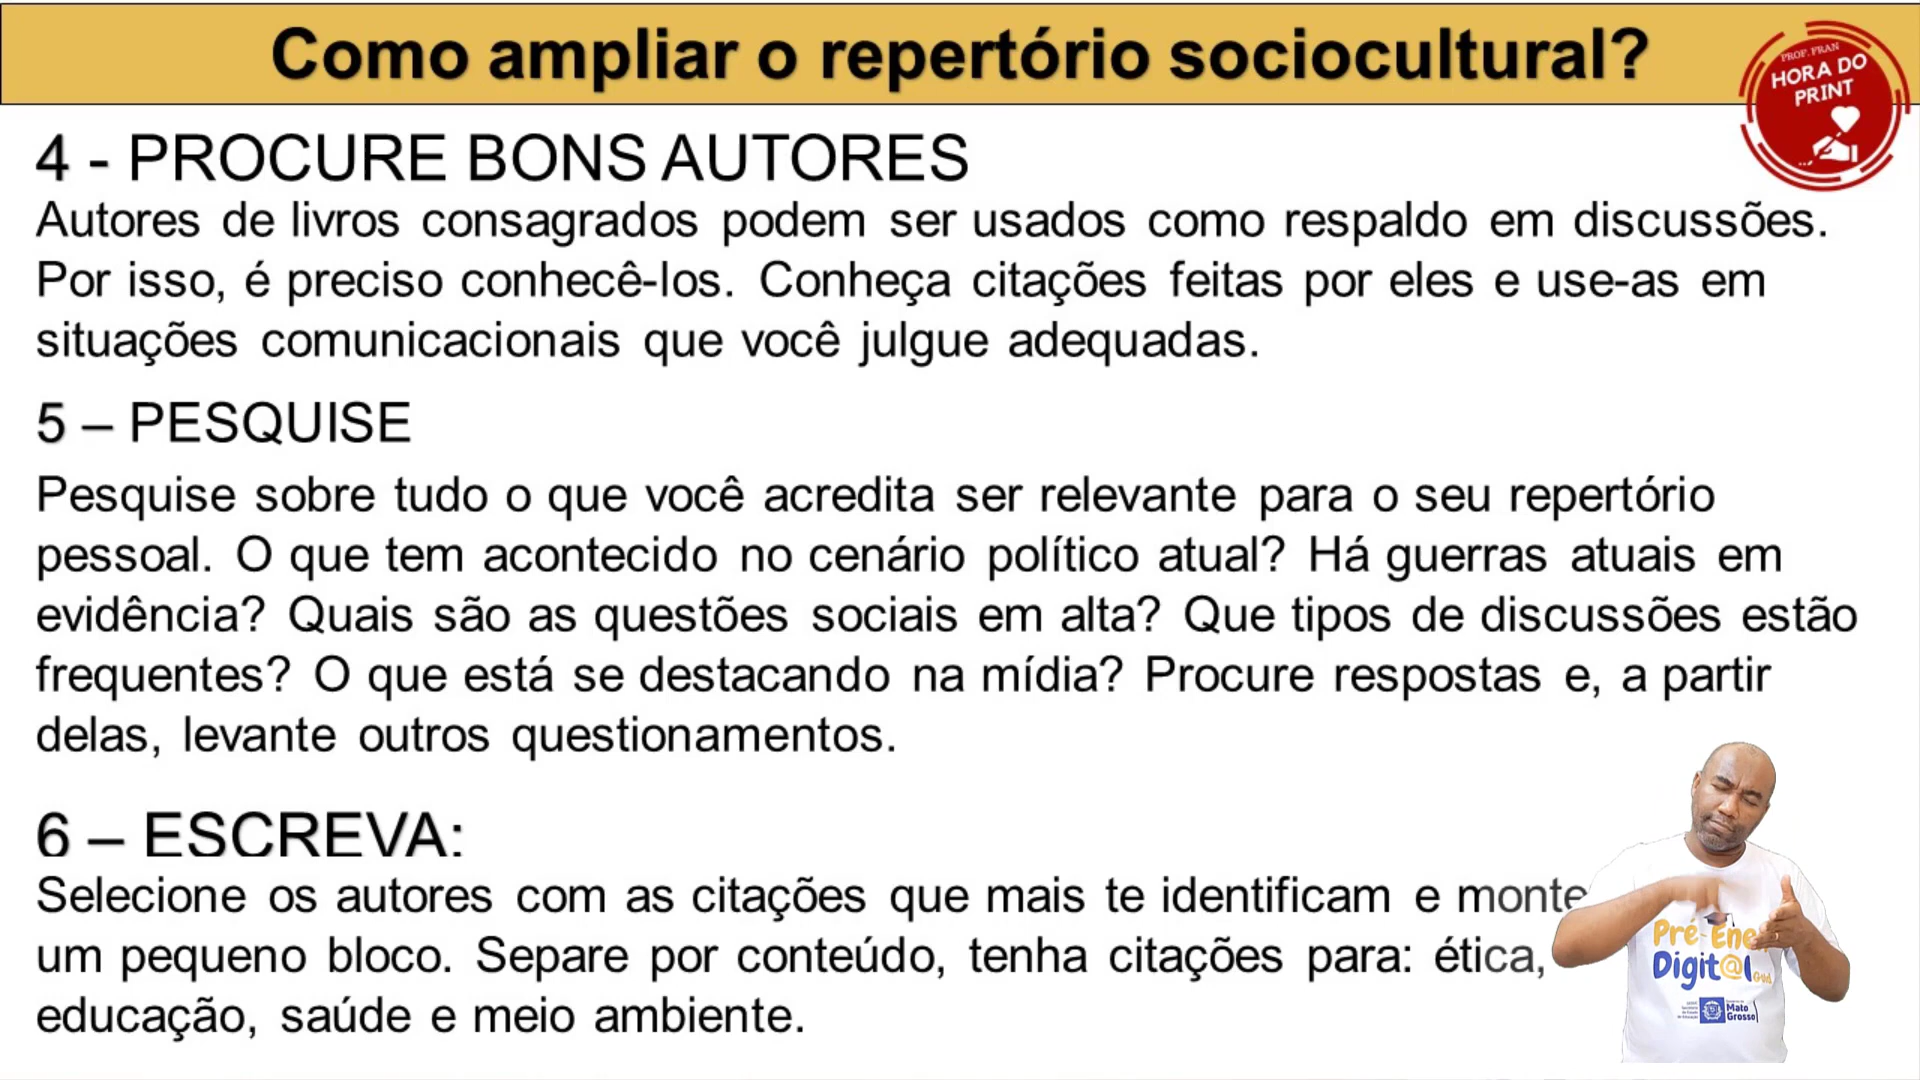 Como ampliar o repertório sociocultural?
PROF. FRAN
HORA DO
PRINT
4 - PROCURE BONS AUTORES
Autores de livros consagrados podem ser usados como respaldo em discussões.
Por isso, é preciso conhecê-los. Conheça citações feitas por eles e use-as em
situações comunicacionais que você julgue adequadas.
5 – PESQUISE
Pesquise sobre tudo o que você acredita ser relevante para o seu repertório
pessoal. O que tem acontecido no cenário político atual? Há guerras atuais em
evidência? Quais são as questões sociais em alta? Que tipos de discussões estão
frequentes? O que está se destacando na mídia? Procure respostas e, a partir
delas, levante outros questionamentos.
6 – ESCREVA:
Selecione os autores com as citações que mais te identificam e monte
um pequeno bloco. Separe por conteúdo, tenha citações para: ética,
educação, saúde e meio ambiente.
Pré-Ene
Digit@l
Mato
Grosso